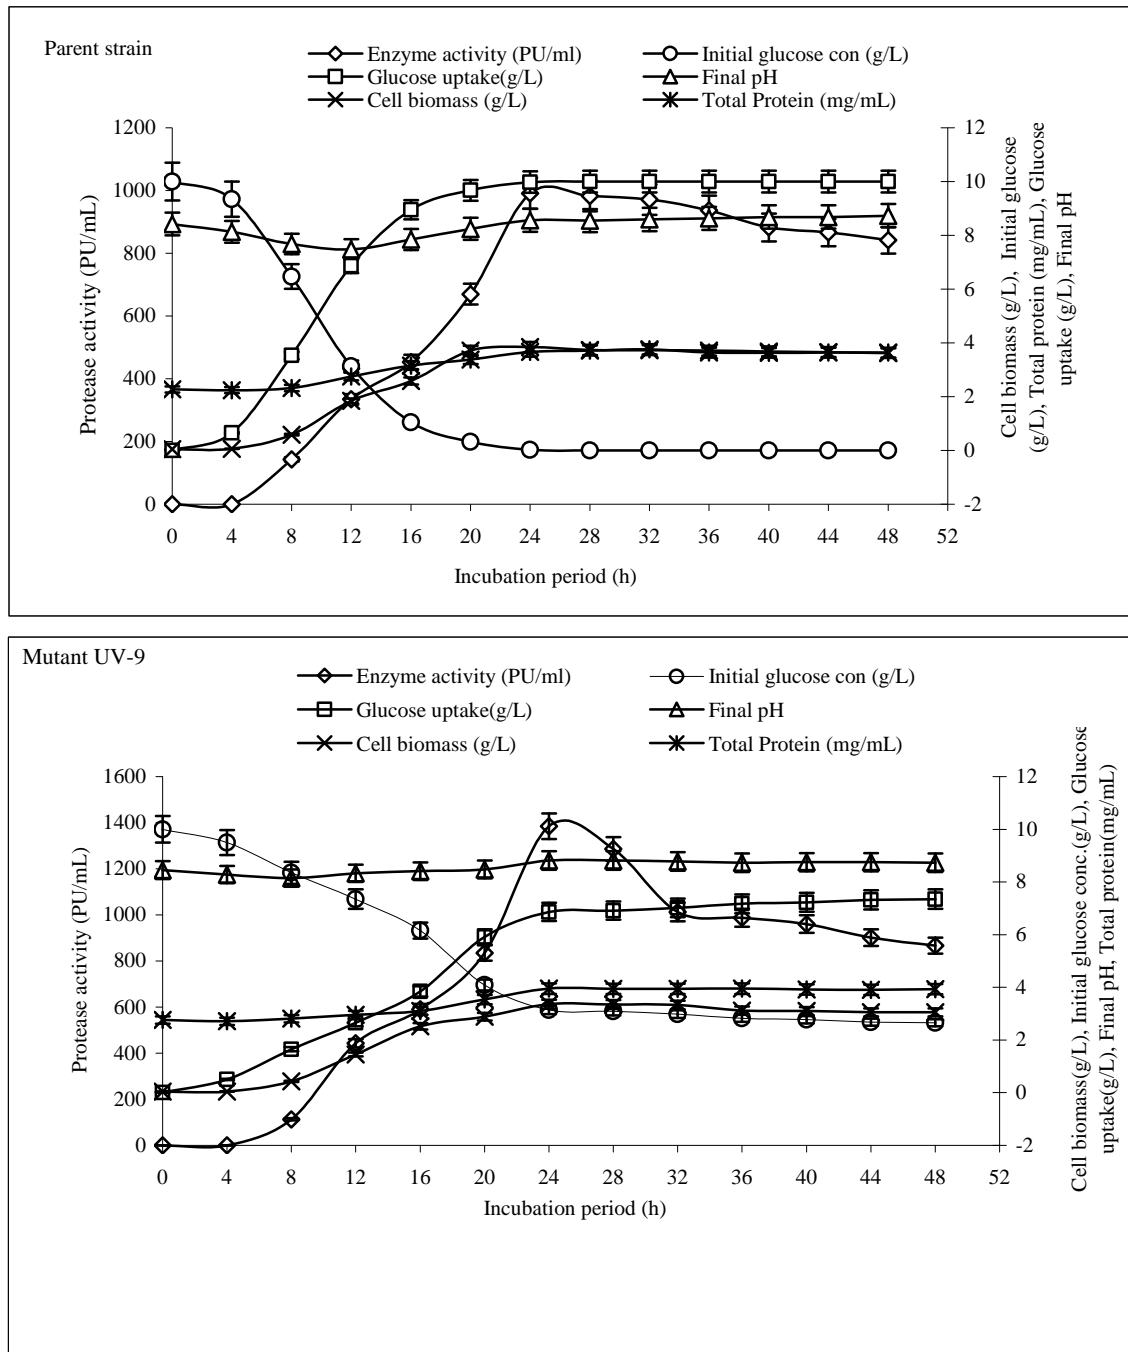 Parent strain
Enzyme activity (PU/ml)
Initial glucose con (g/L)
Glucose uptake(g/L)
Final pH
Cell biomass (g/L)
Total Protein (mg/mL)
Protease activity (PU/mL)
1200
1000
800
600
400
200
0
12
10
8
6
4
2
0
-2
Cell biomass (g/L), Initial glucose
(g/L), Total protein (mg/mL), Glucose
uptake (g/L), Final pH
0 4 8 12 16 20 24 28 32 36 40 44 48 52
Incubation period (h)
Mutant UV-9
Enzyme activity (PU/ml)
Initial glucose con (g/L)
Glucose uptake(g/L)
Final pH
Cell biomass (g/L)
Total Protein (mg/mL)
Protease activity (PU/mL)
1600
1400
1200
1000
800
600
400
200
0
12
10
8
6
4
2
0
-2
Cell biomass(g/L), Initial glucose conc.(g/L), Glucose
uptake(g/L), Final pH, Total protein(mg/mL)
0 4 8 12 16 20 24 28 32 36 40 44 48 52
Incubation period (h)